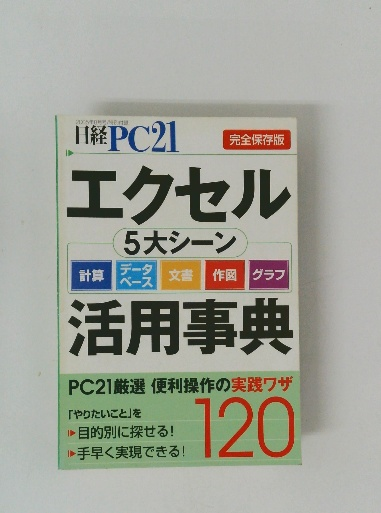 日経PC21
完全保存版
エクセル
5大シーン
計算 データベース 文書 作図 グラフ
活用事典
PC21厳選 便利操作の実践ワザ
120
「やりたいこと」を
目的別に探せる!
手早く実現できる!